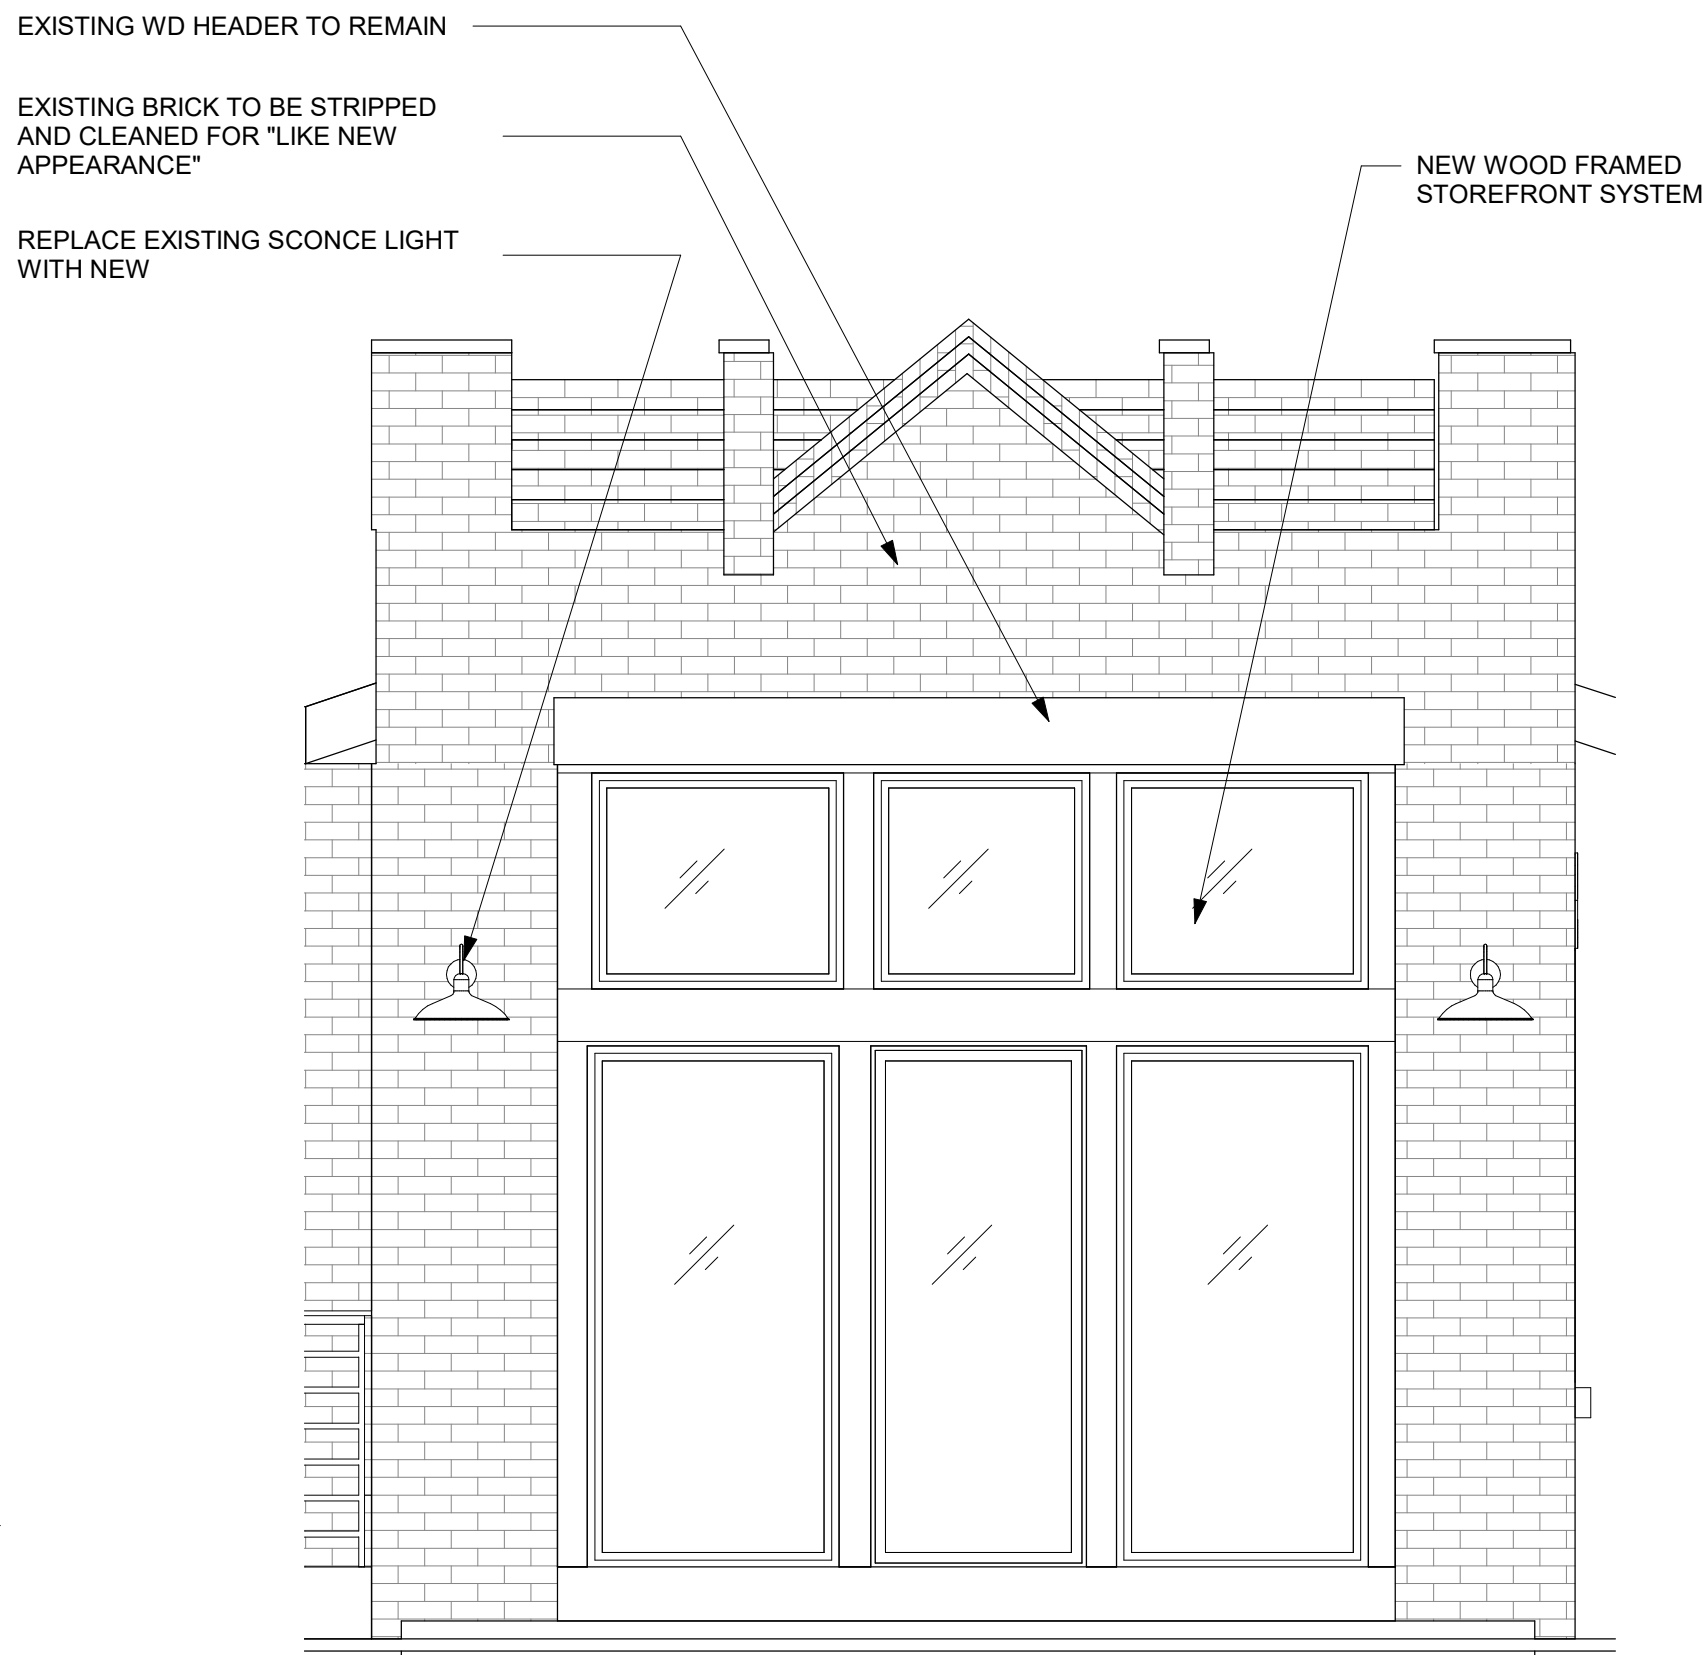 EXISTING WD HEADER TO REMAIN
EXISTING BRICK TO BE STRIPPED
AND CLEANED FOR "LIKE NEW
APPEARANCE"
REPLACE EXISTING SCONCE LIGHT
WITH NEW
NEW WOOD FRAMED
STOREFRONT SYSTEM